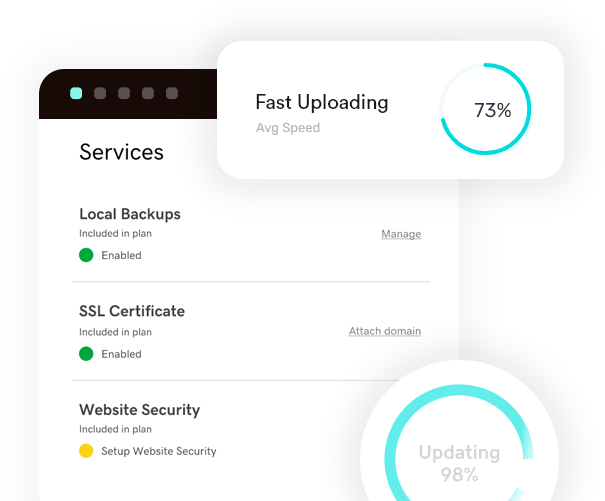 Fast Uploading
Avg Speed
73%
Services
Local Backups
Included in plan
Manage
Enabled
SSL Certificate
Included in plan
Attach domain
Enabled
Website Security
Included in plan
Setup Website Security
Updating
98%